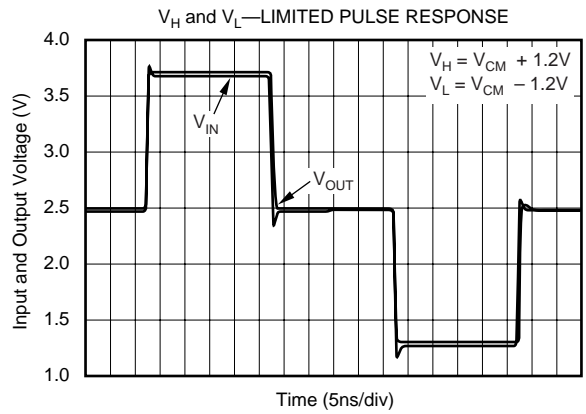 V_H and V_L—LIMITED PULSE RESPONSE
V_H = V_CM + 1.2V
V_L = V_CM – 1.2V
V_IN
V_OUT
Input and Output Voltage (V)
4.0
3.5
3.0
2.5
2.0
1.5
1.0
Time (5ns/div)